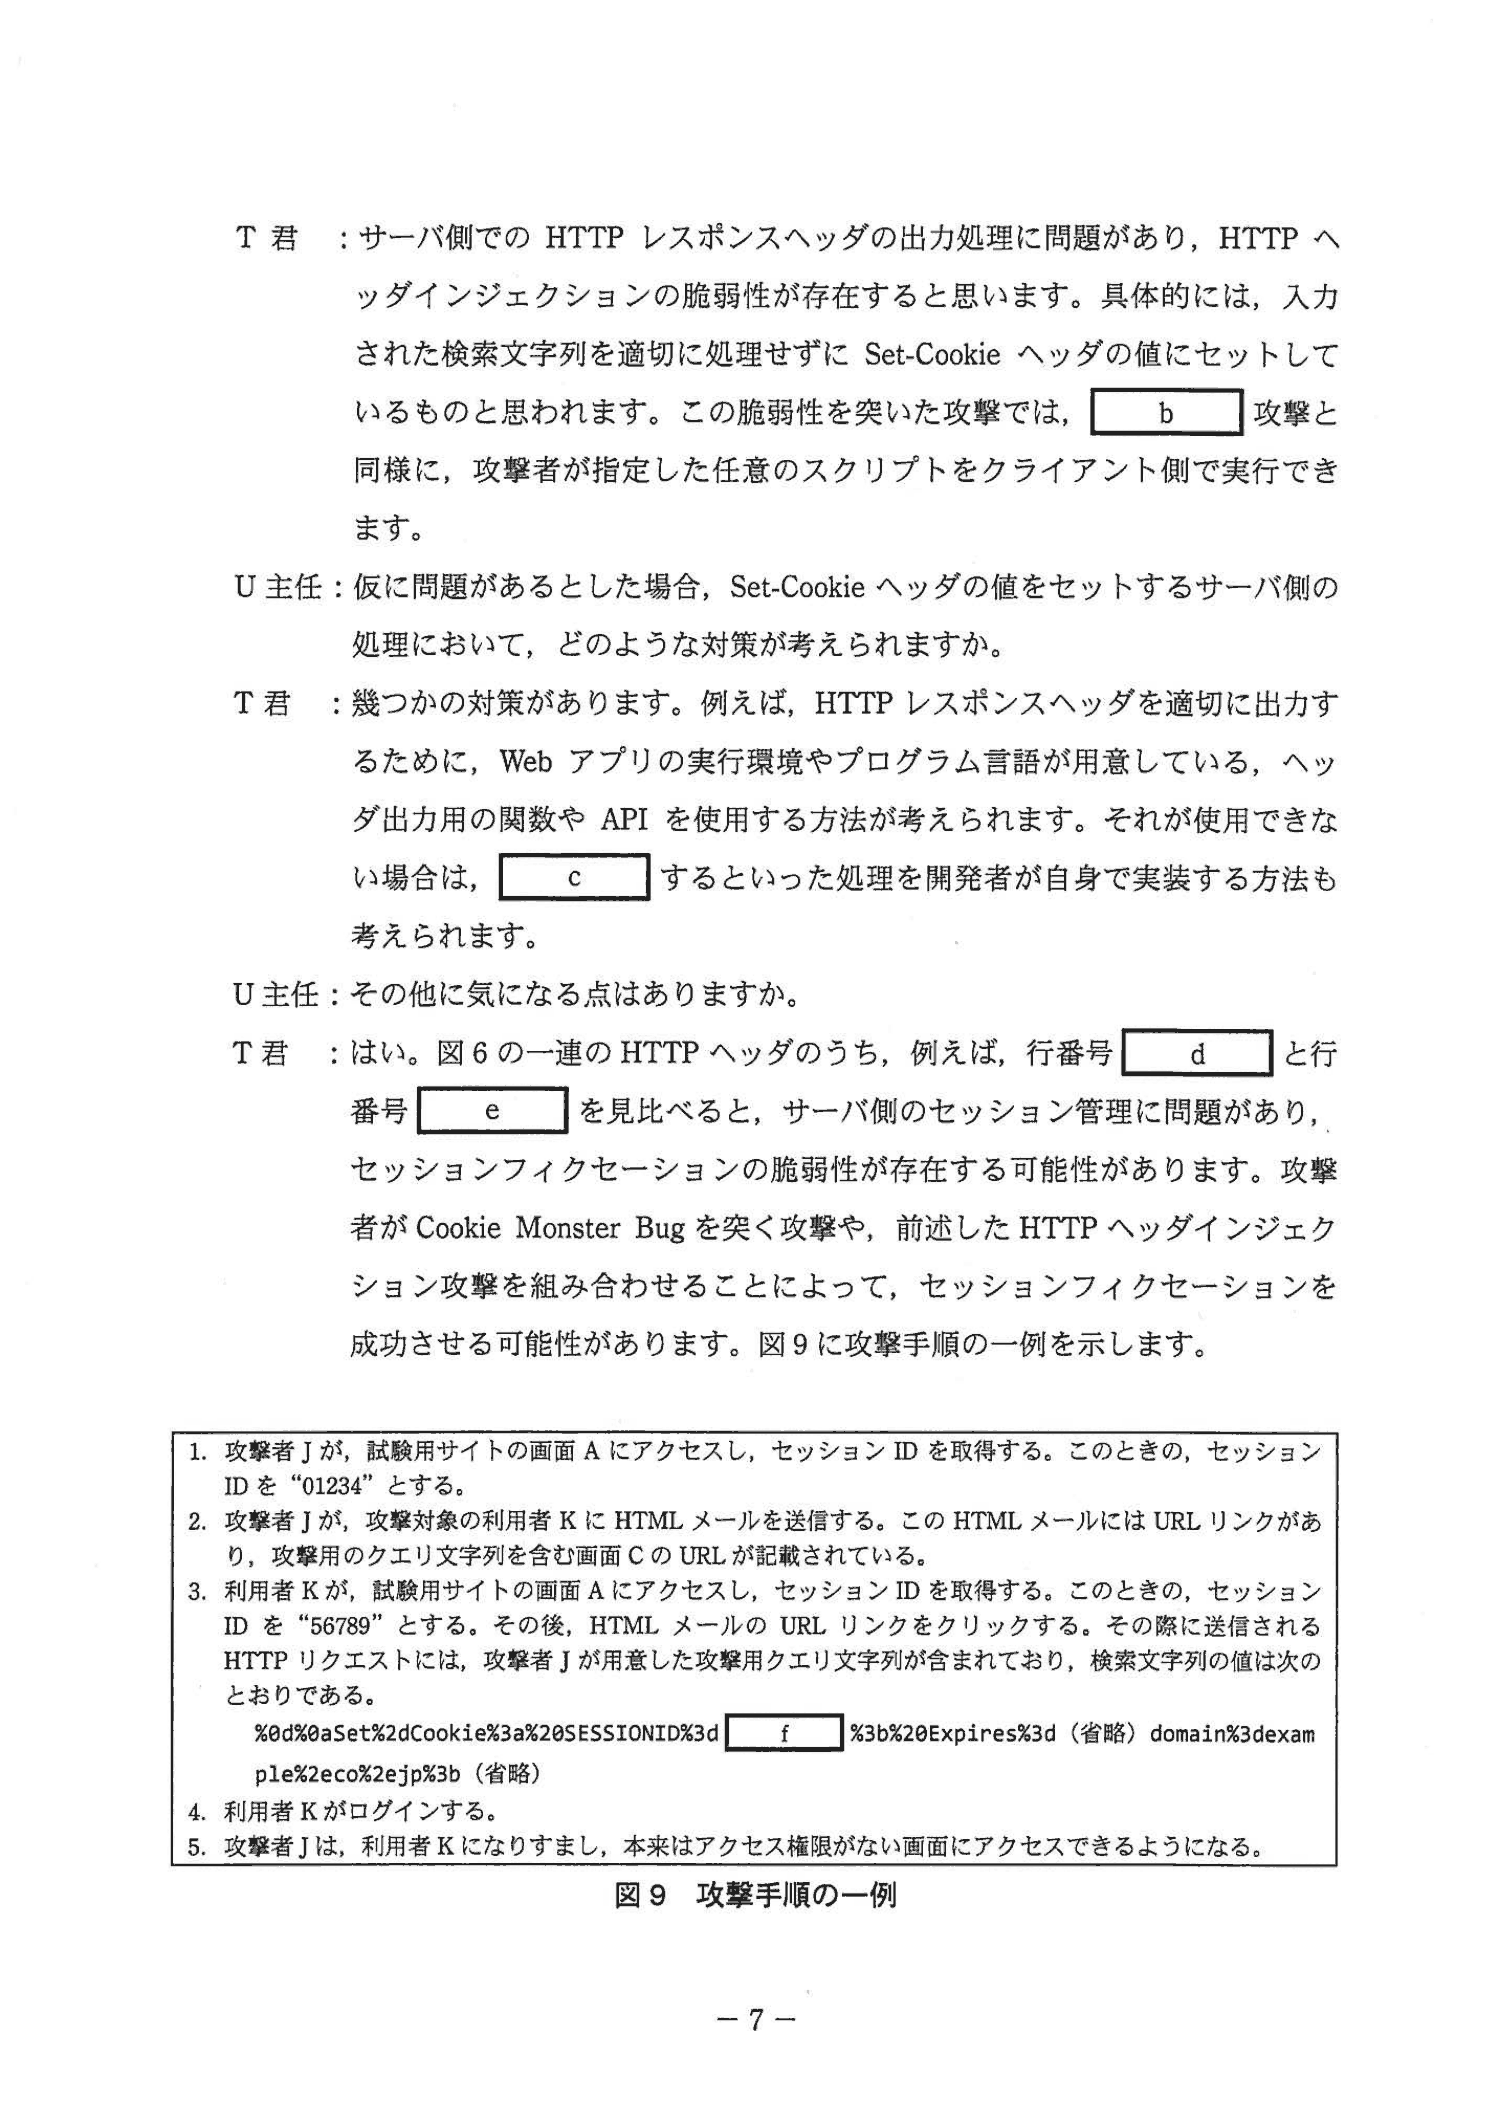 T 君 ：サーバ側での HTTP レスポンスヘッダの出力処理に問題があり，HTTP ヘ
ッダインジェクションの脆弱性が存在すると思います。具体的には，入力
された検索文字列を適切に処理せずに Set-Cookie ヘッダの値にセットして
いるものと思われます。この脆弱性を突いた攻撃では， b 攻撃と
同様に，攻撃者が指定した任意のスクリプトをクライアント側で実行でき
ます。
U 主任：仮に問題があるとした場合，Set-Cookie ヘッダの値をセットするサーバ側の
処理において，どのような対策が考えられますか。
T 君 ：幾つかの対策があります。例えば，HTTP レスポンスヘッダを適切に出力す
るために，Web アプリの実行環境やプログラム言語が用意している，ヘッ
ダ出力用の関数や API を使用する方法が考えられます。それが使用できな
い場合は， c するといった処理を開発者が自身で実装する方法も
考えられます。
U 主任：その他に気になる点はありますか。
T 君 ：はい。図 6 の一連の HTTP ヘッダのうち，例えば，行番号 d と行
番号 e を見比べると，サーバ側のセッション管理に問題があり，
セッションフィクセーションの脆弱性が存在する可能性があります。攻撃
者が Cookie Monster Bug を突く攻撃や，前述した HTTP ヘッダインジェク
ション攻撃を組み合わせることによって，セッションフィクセーションを
成功させる可能性があります。図 9 に攻撃手順の一例を示します。
1. 攻撃者 J が，試験用サイトの画面 A にアクセスし，セッション ID を取得する。このときの，セッション
ID を “01234” とする。
2. 攻撃者 J が，攻撃対象の利用者 K に HTML メールを送信する。この HTML メールには URL リンクがあ
り，攻撃用のクエリ文字列を含む画面 C の URL が記載されている。
3. 利用者 K が，試験用サイトの画面 A にアクセスし，セッション ID を取得する。このときの，セッション
ID を “56789” とする。その後，HTML メールの URL リンクをクリックする。その際に送信される
HTTP リクエストには，攻撃者 J が用意した攻撃用クエリ文字列が含まれており，検索文字列の値は次の
とおりである。
%0d%0aSet%2dCookie%3a%20SESSIONID%3d f %3b%20Expires%3d（省略）domain%3dexam
ple%2eco%2ejp%3b（省略）
4. 利用者 K がログインする。
5. 攻撃者 J は，利用者 K になりすまし，本来はアクセス権限がない画面にアクセスできるようになる。
図 9 攻撃手順の一例
－ 7 －